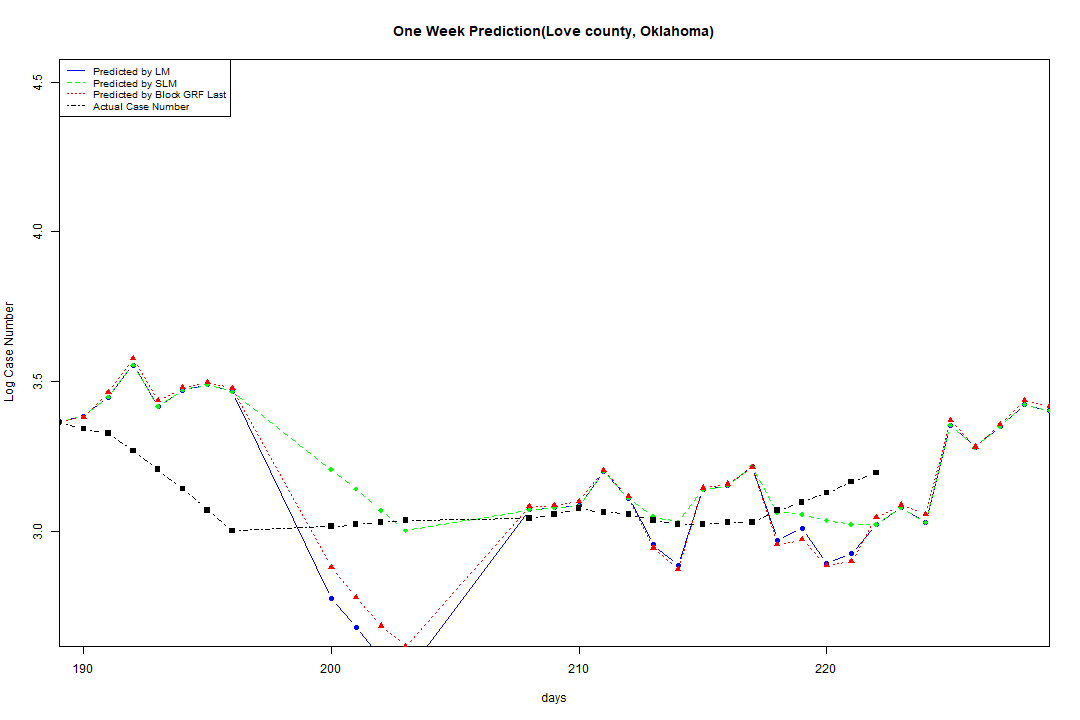 One Week Prediction(Love county, Oklahoma)
Predicted by LM
Predicted by SLM
Predicted by Block GRF Last
Actual Case Number
4.5
4.0
3.5
3.0
Log Case Number
190
200
210
220
days